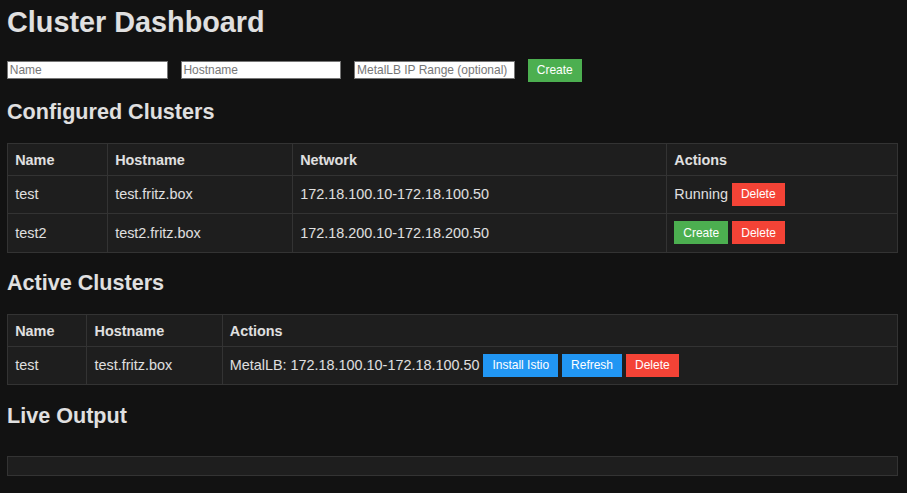 Cluster Dashboard
Name Hostname MetalLB IP Range (optional) Create
Configured Clusters
Name Hostname Network Actions
test test.fritz.box 172.18.100.10-172.18.100.50 Running Delete
test2 test2.fritz.box 172.18.200.10-172.18.200.50 Create Delete
Active Clusters
Name Hostname Actions
test test.fritz.box MetalLB: 172.18.100.10-172.18.100.50 Install Istio Refresh Delete
Live Output